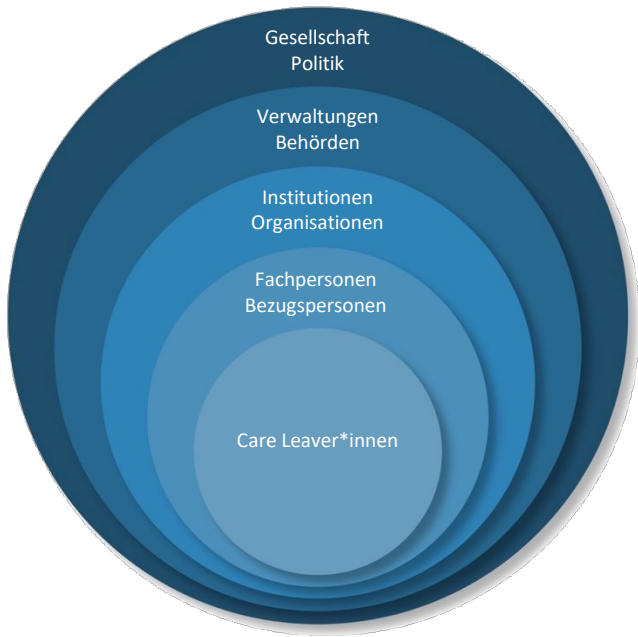 Gesellschaft
Politik
Verwaltungen
Behörden
Institutionen
Organisationen
Fachpersonen
Bezugspersonen
Care Leaver*innen